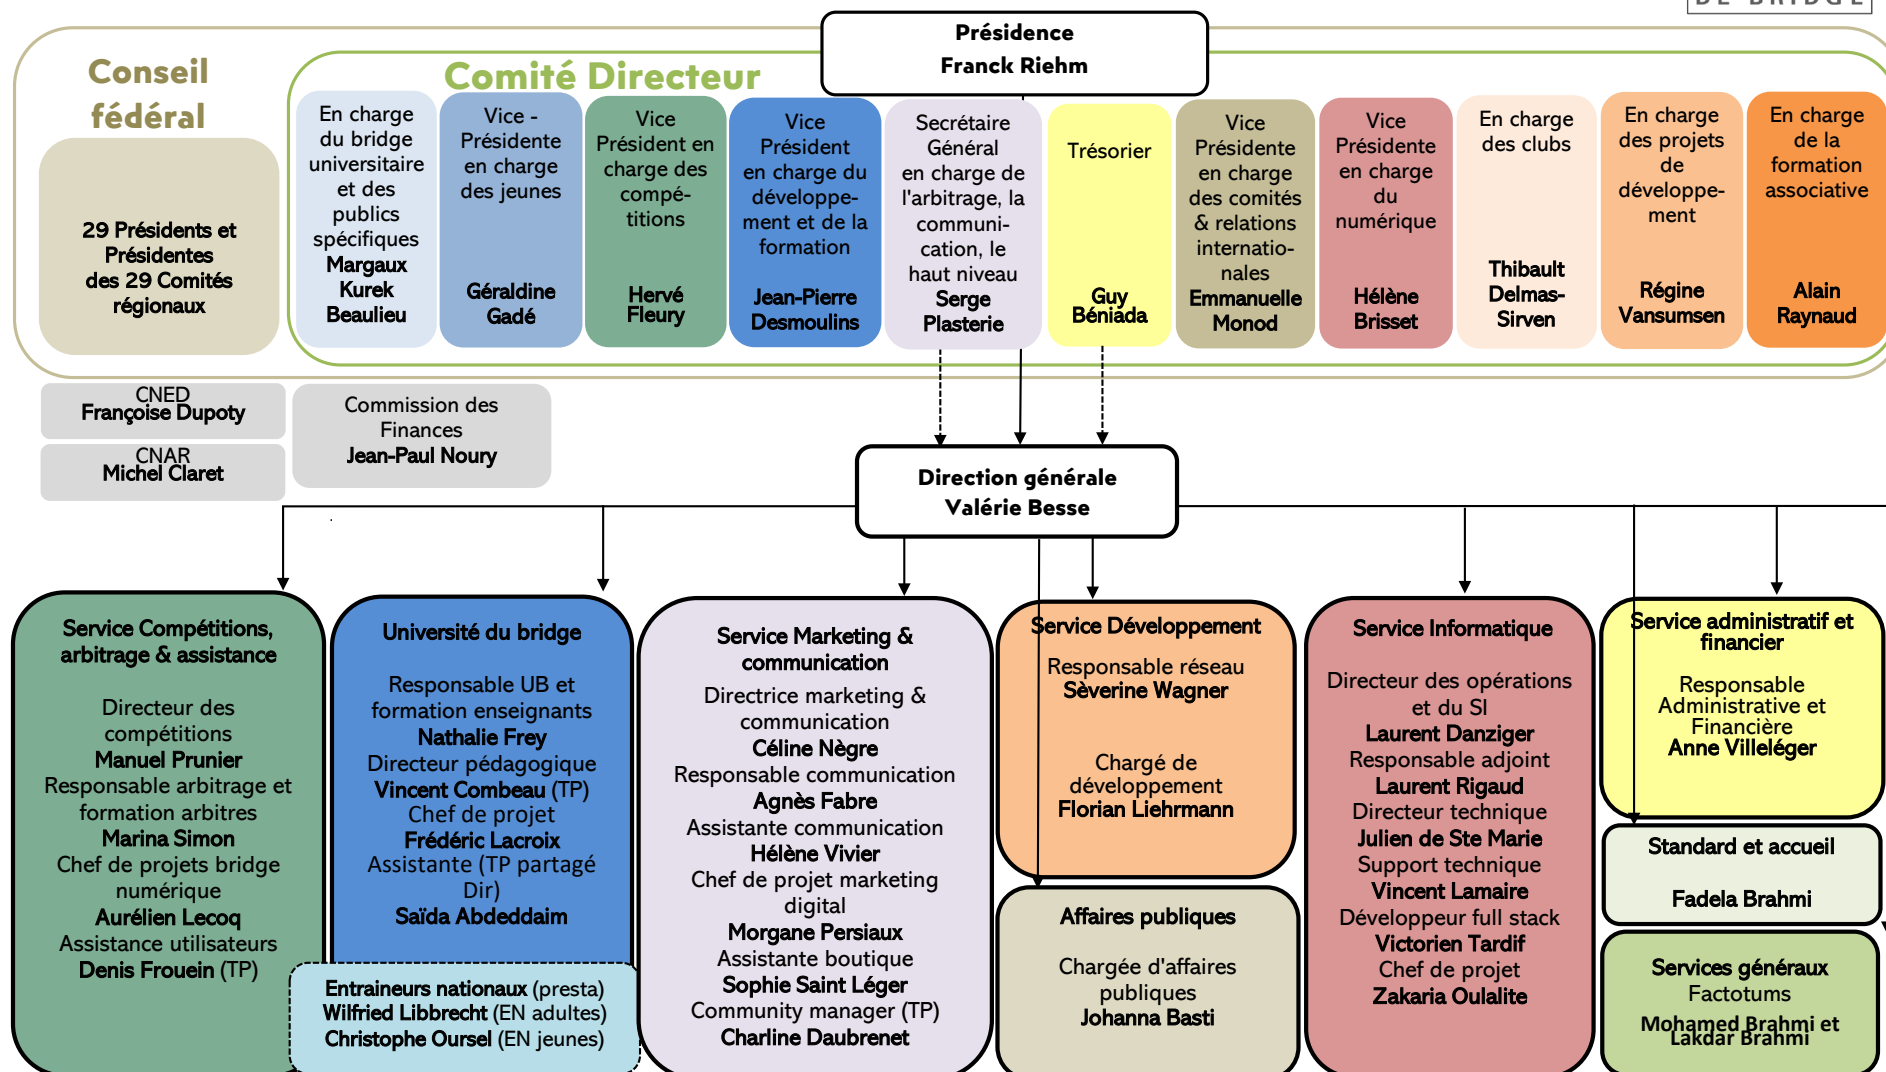 DE BRIDGE
Présidence
Franck Riehm
Conseil
fédéral
29 Présidents et
Présidentes
des 29 Comités
régionaux
Comité Directeur
En charge
du bridge
universitaire
et des
publics
spécifiques
Margaux
Kurek
Beaulieu
Vice -
Présidente
en charge
des jeunes
Géraldine
Gadé
Vice
Président en
charge des
compé-
titions
Hervé
Fleury
Vice
Président
en charge du
développe-
ment et de la
formation
Jean-Pierre
Desmoulins
Secrétaire
Général
en charge de
l'arbitrage, la
communi-
cation, le
haut niveau
Serge
Plasterie
Trésorier
Guy
Béniada
Vice
Présidente
en charge
des comités
& relations
internatio-
nales
Emmanuelle
Monod
Vice
Présidente
en charge
du
numérique
Hélène
Brisset
En charge
des clubs
Thibault
Delmas-
Sirven
En charge
des projets
de
développe-
ment
Régine
Vansumsen
En charge
de la
formation
associative
Alain
Raynaud
CNED
Françoise Dupoty
CNAR
Michel Claret
Commission des
Finances
Jean-Paul Noury
Direction générale
Valérie Besse
Service Compétitions,
arbitrage & assistance
Directeur des
compétitions
Manuel Prunier
Responsable arbitrage et
formation arbitres
Marina Simon
Chef de projets bridge
numérique
Aurélien Lecoq
Assistance utilisateurs
Denis Frouein (TP)
Université du bridge
Responsable UB et
formation enseignants
Nathalie Frey
Directeur pédagogique
Vincent Combeau (TP)
Chef de projet
Frédéric Lacroix
Assistante (TP partagé
Dir)
Saïda Abdeddaim
Entraineurs nationaux (presta)
Wilfried Libbrecht (EN adultes)
Christophe Oursel (EN jeunes)
Service Marketing &
communication
Directrice marketing &
communication
Céline Nègre
Responsable communication
Agnès Fabre
Assistante communication
Hélène Vivier
Chef de projet marketing
digital
Morgane Persiaux
Assistante boutique
Sophie Saint Léger
Community manager (TP)
Charline Daubrenet
Service Développement
Responsable réseau
Sèverine Wagner
Chargé de
développement
Florian Liehrmann
Affaires publiques
Chargée d'affaires
publiques
Johanna Basti
Service Informatique
Directeur des opérations
et du SI
Laurent Danziger
Responsable adjoint
Laurent Rigaud
Directeur technique
Julien de Ste Marie
Support technique
Vincent Lamaire
Développeur full stack
Victorien Tardif
Chef de projet
Zakaria Oulalite
Service administratif et
financier
Responsable
Administrative et
Financière
Anne Villeléger
Standard et accueil
Fadela Brahmi
Services généraux
Factotums
Mohamed Brahmi et
Lakdar Brahmi